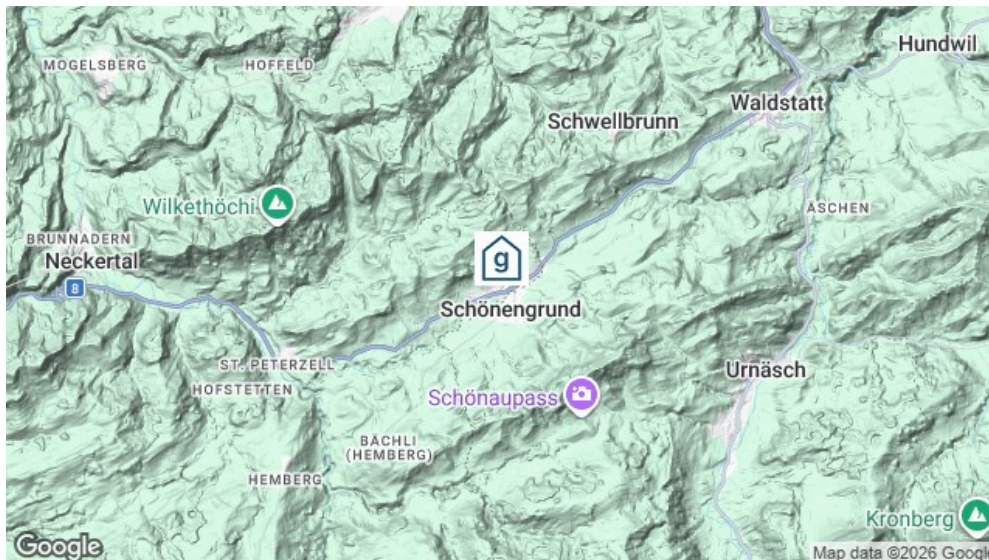 Hundwil
MOGELSBERG
HOFFELD
Waldstatt
Schwellbrunn
Wilkethöchi
ÄSCHEN
BRUNNADERN
Neckertal
g
8
Schönengrund
ST. PETERZELL
Urnäsch
HOFSTETTEN
Schönaupass
BÄCHLI
(HEMBERG)
HEMBERG
Kronberg
Google
Map data ©2026 Google